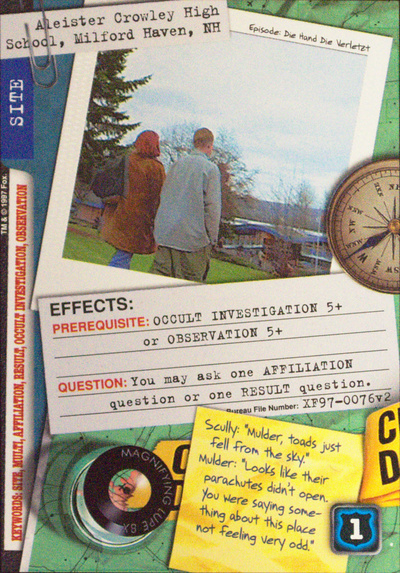 Aleister Crowley High
School, Milford Haven, NH
Episode: Die Hand Die Verletzt
SITE
TM & © 1997 Fox.
KEYWORDS: SITE, MULTI, AFFILIATION, RESULT, OCCULT INVESTIGATION, OBSERVATION
EFFECTS:
PREREQUISITE: OCCULT INVESTIGATION 5+
or OBSERVATION 5+
QUESTION: You may ask one AFFILIATION
question or one RESULT question.
Bureau File Number: XF97-0076v2
MAGNIFYING LUPE 8X
Scully: "Mulder, toads just
fell from the sky."
Mulder: "Looks like their
parachutes didn't open.
You were saying some-
thing about this place
not feeling very odd."
1